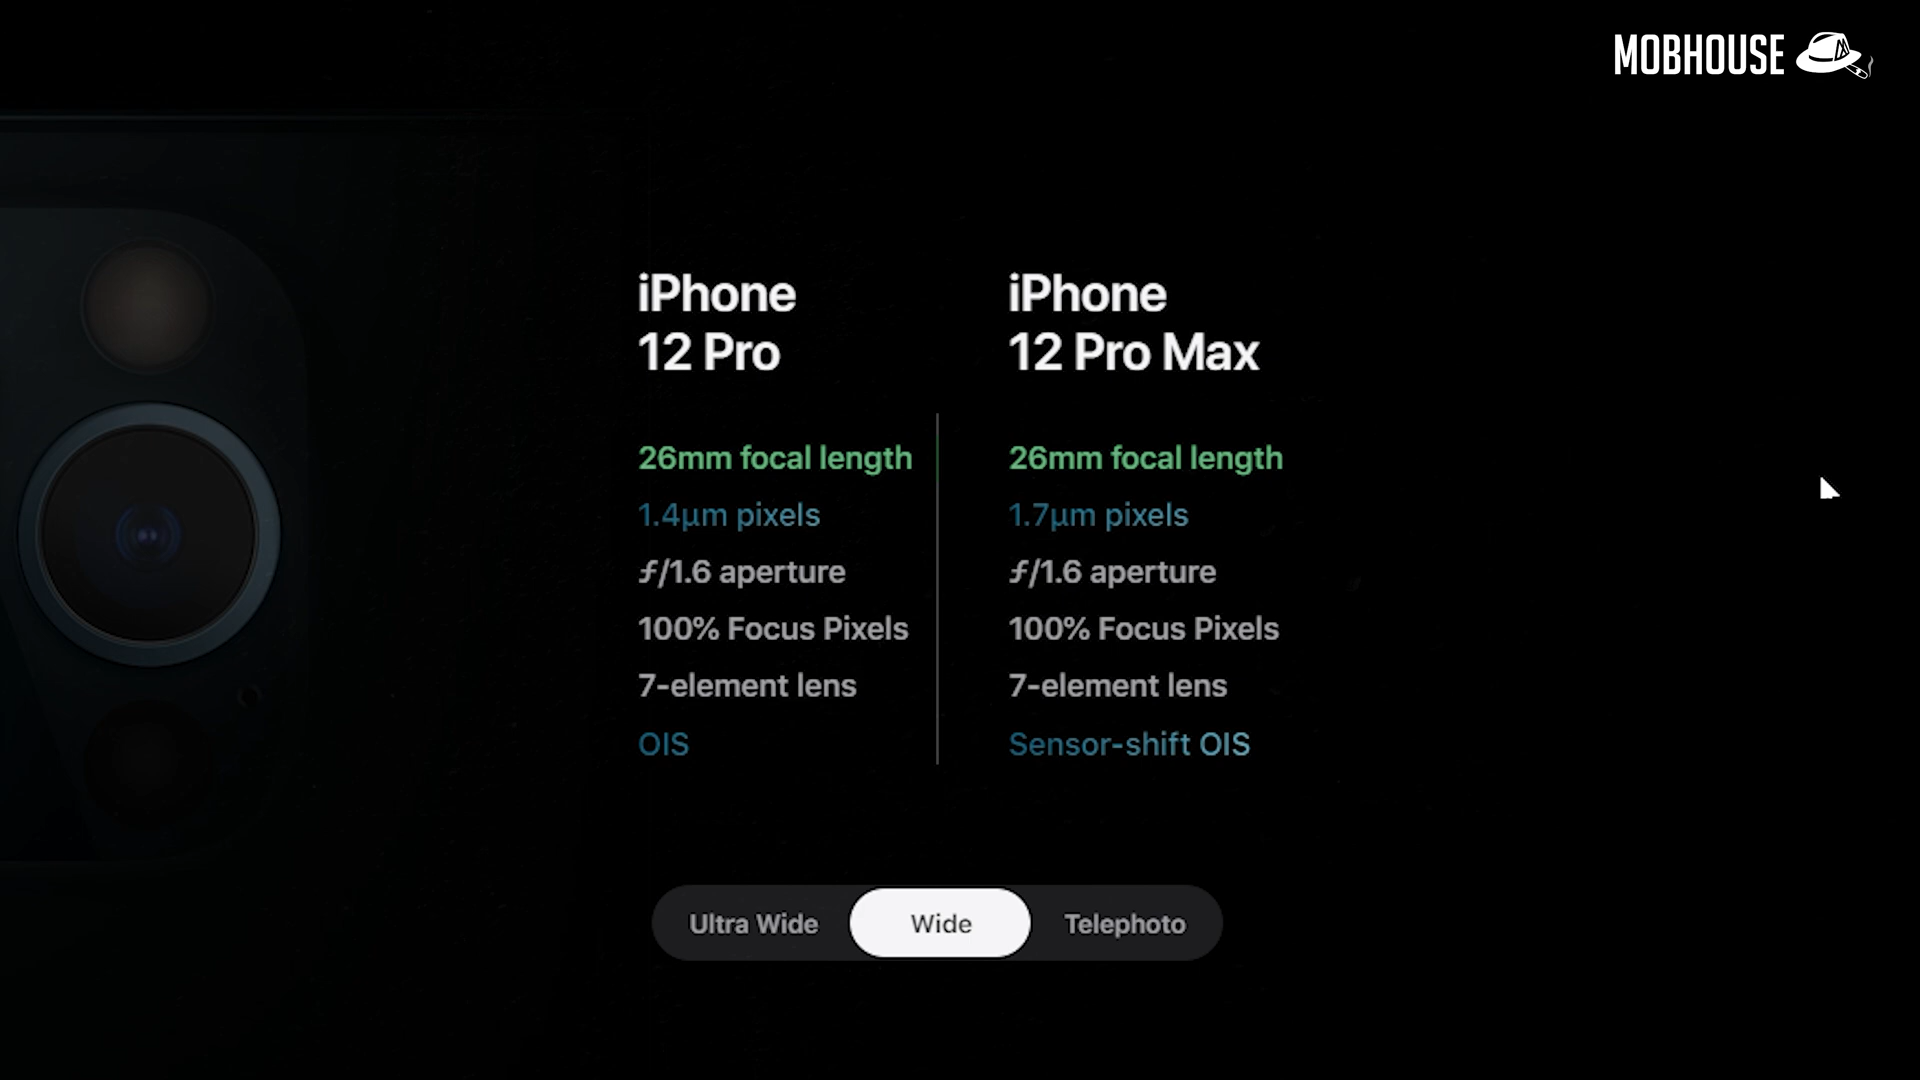 MOBHOUSE
iPhone
12 Pro
26mm focal length
1.4µm pixels
ƒ/1.6 aperture
100% Focus Pixels
7-element lens
OIS
iPhone
12 Pro Max
26mm focal length
1.7µm pixels
ƒ/1.6 aperture
100% Focus Pixels
7-element lens
Sensor-shift OIS
Ultra Wide
Wide
Telephoto